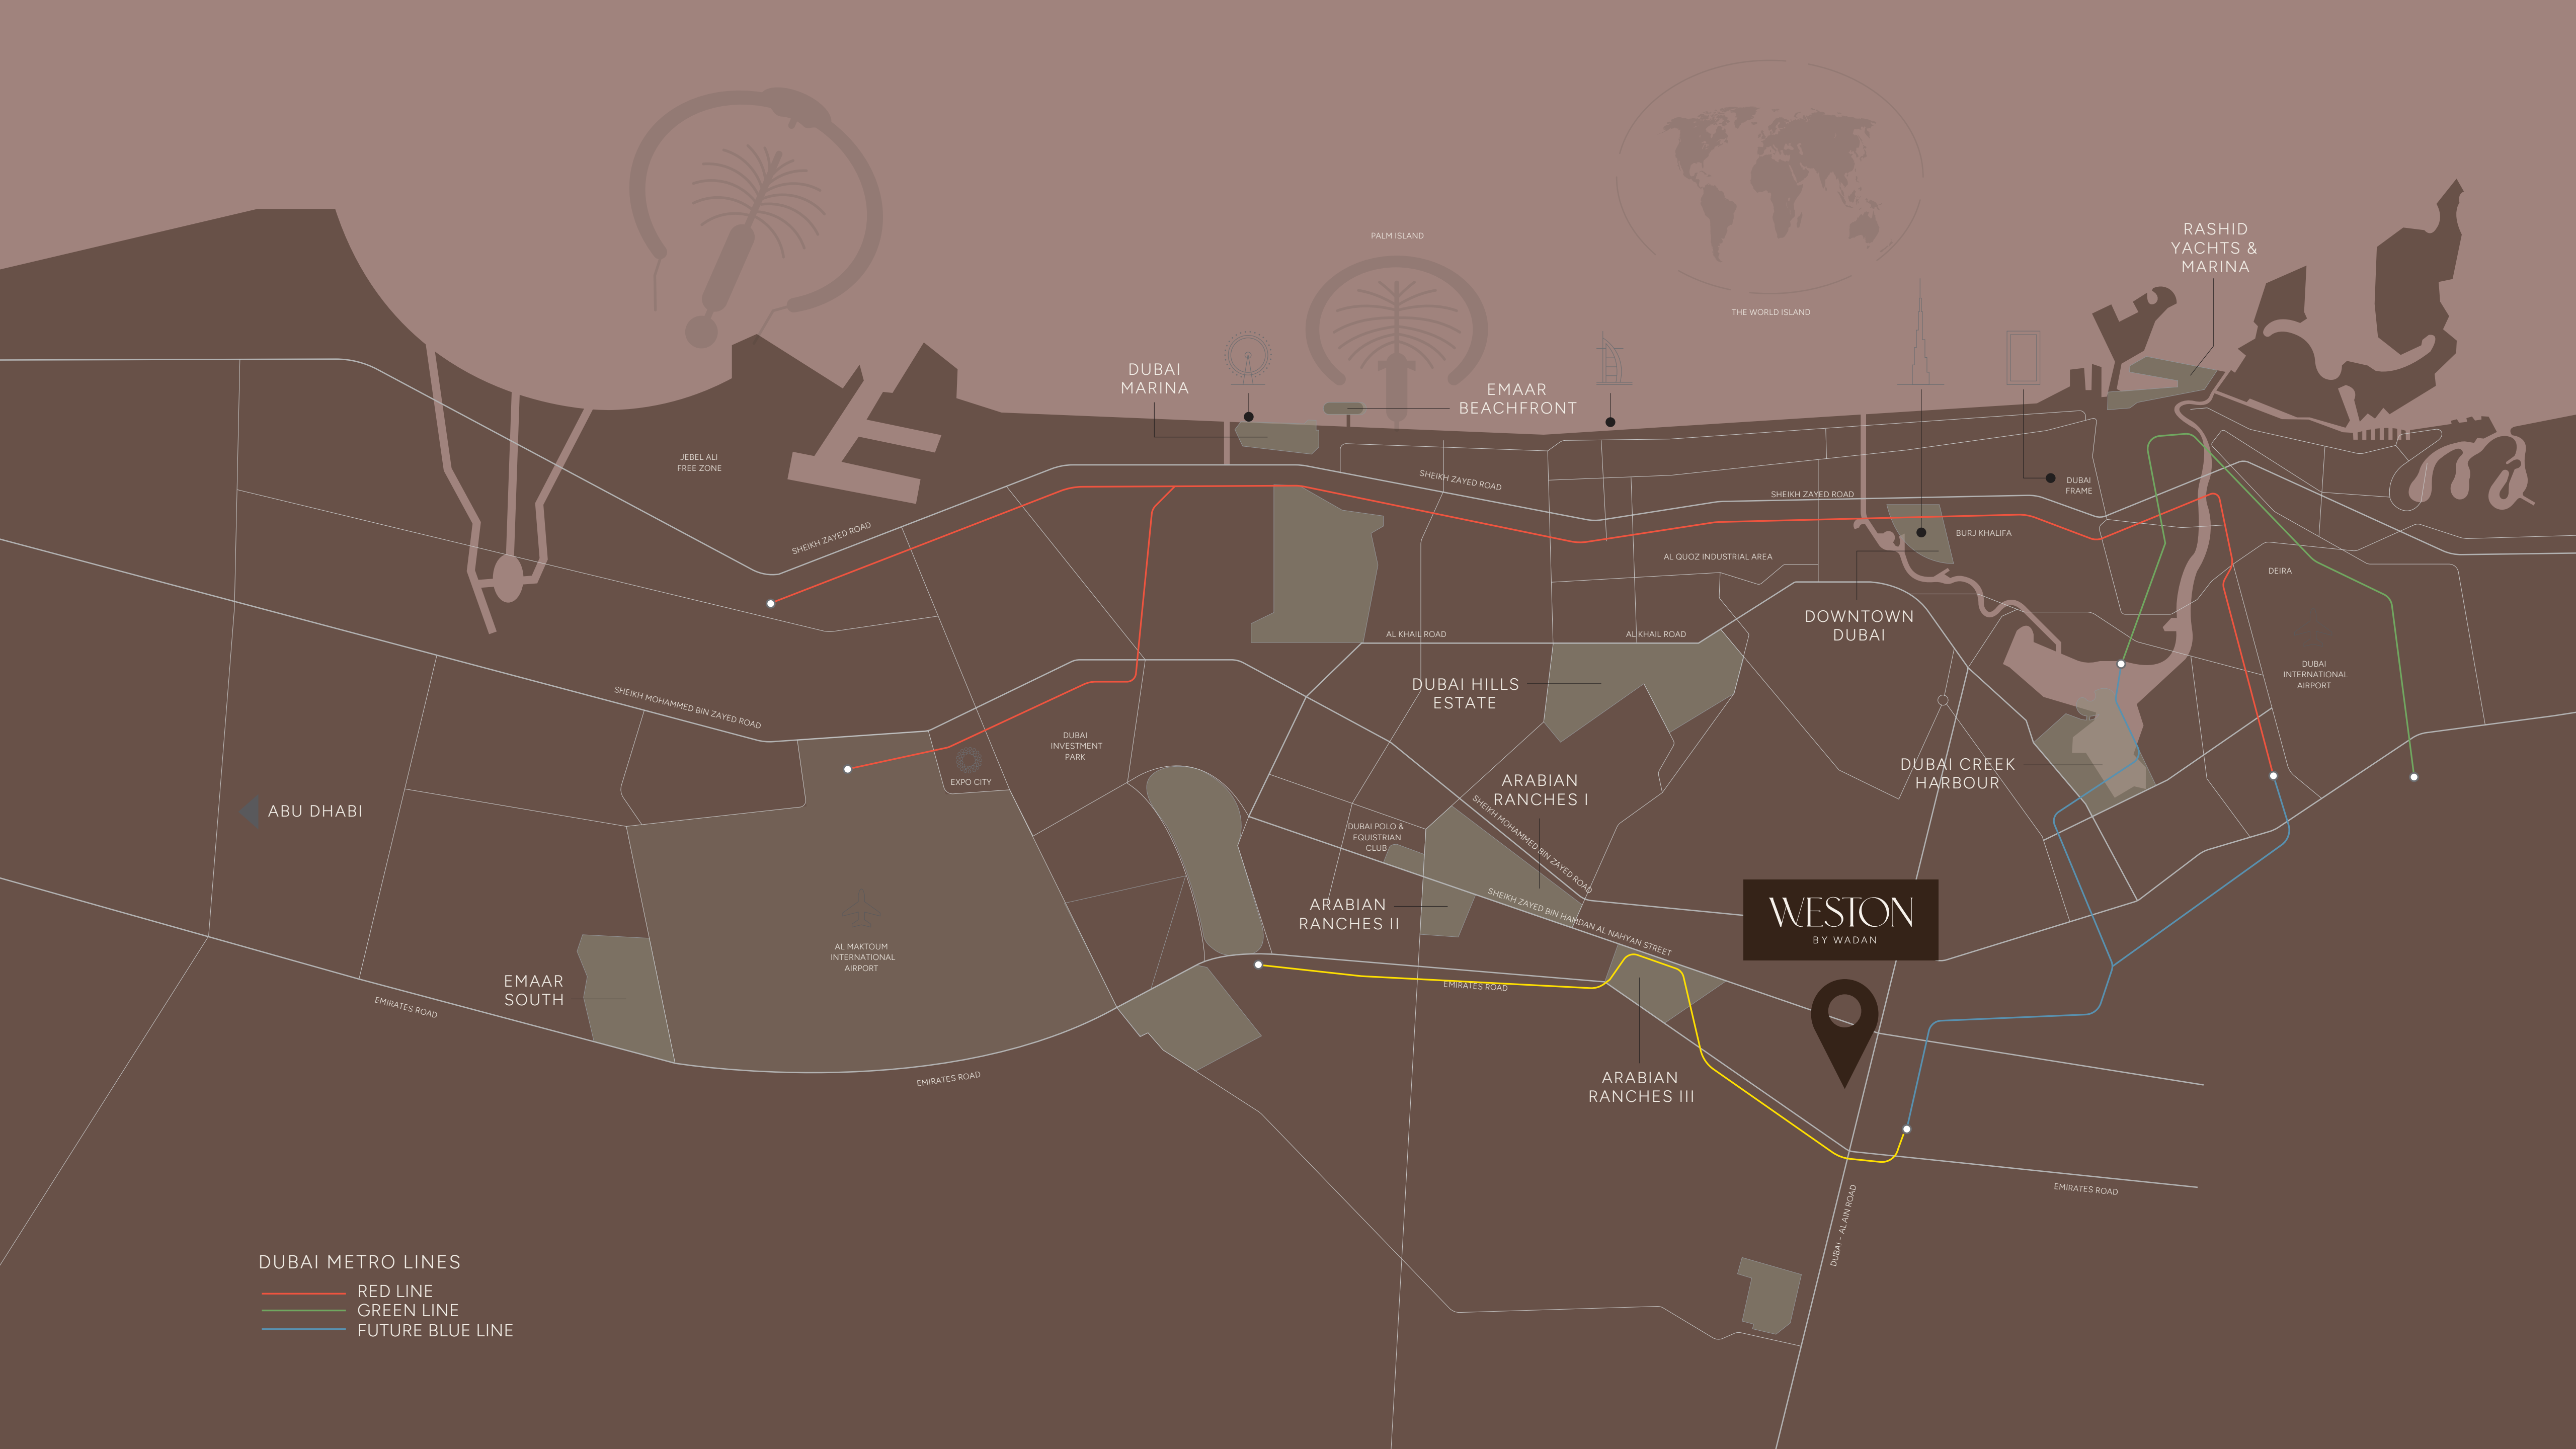 PALM ISLAND
THE WORLD ISLAND
RASHID
YACHTS &
MARINA
DUBAI
MARINA
EMAAR
BEACHFRONT
JEBEL ALI
FREE ZONE
SHEIKH ZAYED ROAD
SHEIKH ZAYED ROAD
SHEIKH ZAYED ROAD
DUBAI
FRAME
BURJ KHALIFA
AL QUOZ INDUSTRIAL AREA
DEIRA
DOWNTOWN
DUBAI
AL KHAIL ROAD
AL KHAIL ROAD
DUBAI
INTERNATIONAL
AIRPORT
DUBAI HILLS
ESTATE
SHEIKH MOHAMMED BIN ZAYED ROAD
DUBAI
INVESTMENT
PARK
EXPO CITY
DUBAI CREEK
HARBOUR
ARABIAN
RANCHES I
ABU DHABI
DUBAI POLO &
EQUISTRIAN
CLUB
SHEIKH MOHAMMED BIN ZAYED ROAD
ARABIAN
RANCHES II
SHEIKH ZAYED BIN HAMDAN AL NAHYAN STREET
WESTON
BY WADAN
AL MAKTOUM
INTERNATIONAL
AIRPORT
EMAAR
SOUTH
EMIRATES ROAD
EMIRATES ROAD
EMIRATES ROAD
ARABIAN
RANCHES III
EMIRATES ROAD
DUBAI - AL AIN ROAD
DUBAI METRO LINES
RED LINE
GREEN LINE
FUTURE BLUE LINE